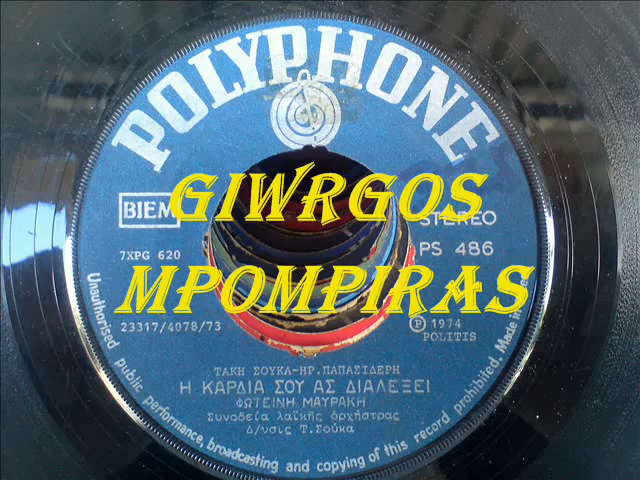 POLYPHONE
BIEM
STEREO
7XPG 620
PS 486
GIWRGOS
MPOMPIRAS
23317/4078/73
Ⓟ 1974
POLITIS
ΤΑΚΗ ΣΟΥΚΑ-ΗΡ.ΠΑΠΑΣΙΔΕΡΗ
Η ΚΑΡΔΙΑ ΣΟΥ ΑΣ ΔΙΑΛΕΞΕΙ
ΦΩΤΕΙΝΗ ΜΑΥΡΑΚΗ
Συνοδεία λαϊκῆς ὀρχήστρας
Δ/νσις Τ.Σούκα
Unauthorised public performance, broadcasting and copying of this record prohibited. Made in